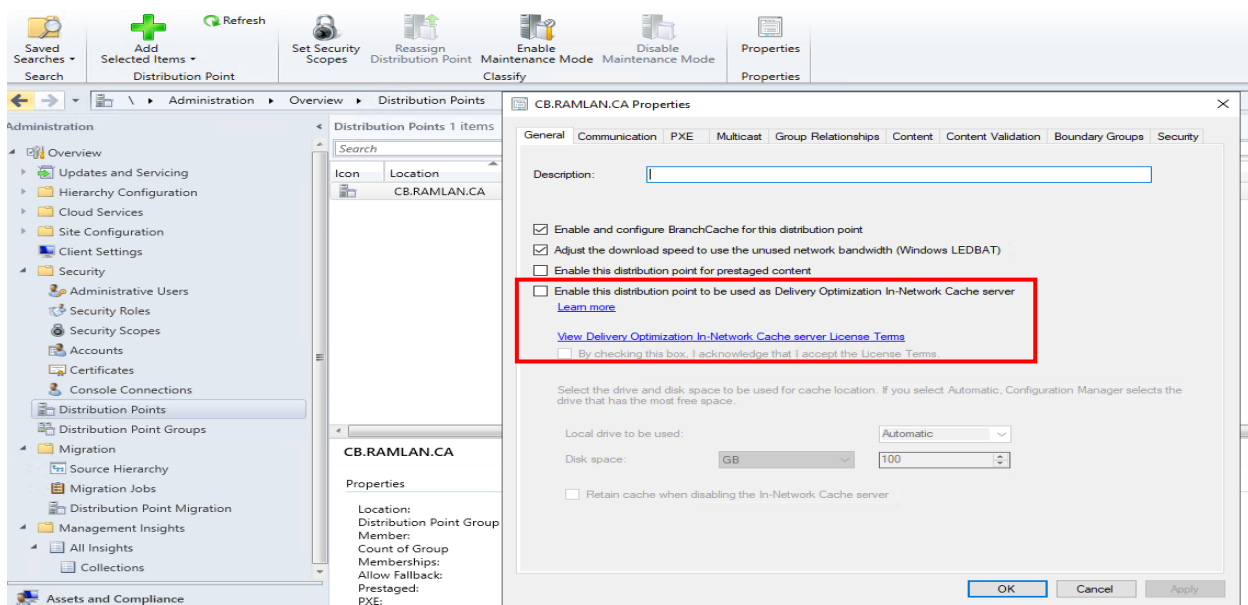 Saved Searches
Add Selected Items
Refresh
Set Security Scopes
Reassign Distribution Point
Enable Maintenance Mode
Disable Maintenance Mode
Properties
Search
Distribution Point
Classify
Properties
\ Administration Overview Distribution Points
Administration
Overview
Updates and Servicing
Hierarchy Configuration
Cloud Services
Site Configuration
Client Settings
Security
Administrative Users
Security Roles
Security Scopes
Accounts
Certificates
Console Connections
Distribution Points
Distribution Point Groups
Migration
Source Hierarchy
Migration Jobs
Distribution Point Migration
Management Insights
All Insights
Collections
Assets and Compliance
Distribution Points 1 items
Search
Icon Location
CB.RAMLAN.CA
CB.RAMLAN.CA
Properties
Location:
Distribution Point Group
Member:
Count of Group
Memberships:
Allow Fallback:
Prestaged:
PXE:
CB.RAMLAN.CA Properties
General Communication PXE Multicast Group Relationships Content Content Validation Boundary Groups Security
Description:
Enable and configure BranchCache for this distribution point
Adjust the download speed to use the unused network bandwidth (Windows LEDBAT)
Enable this distribution point for prestaged content
Enable this distribution point to be used as Delivery Optimization In-Network Cache server
Learn more
View Delivery Optimization In-Network Cache server License Terms
By checking this box, I acknowledge that I accept the License Terms.
Select the drive and disk space to be used for cache location. If you select Automatic, Configuration Manager selects the
drive that has the most free space.
Local drive to be used: Automatic
Disk space: GB 100
Retain cache when disabling the In-Network Cache server
OK Cancel Apply